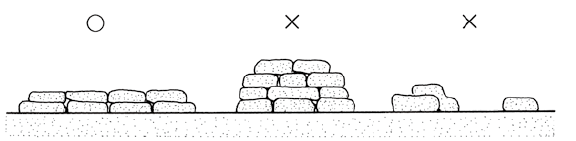 ○ × ×